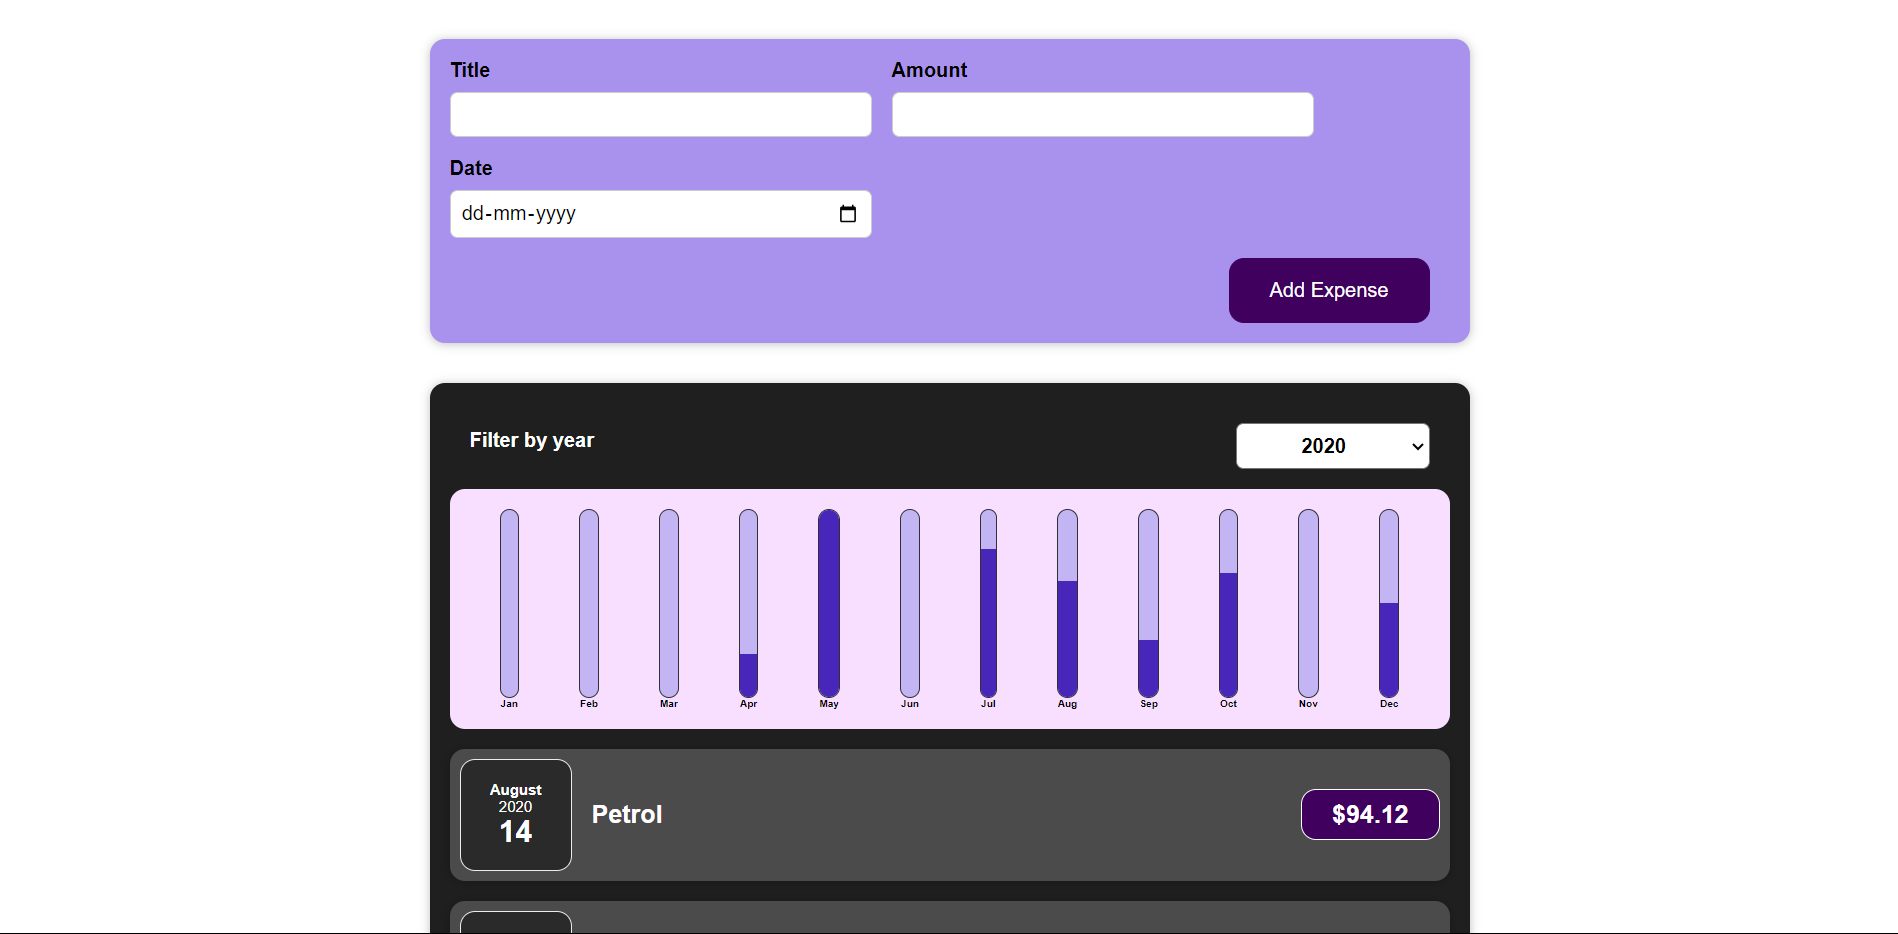 Title
Amount
Date
dd-mm-yyyy
Add Expense
Filter by year
2020
Jan Feb Mar Apr May Jun Jul Aug Sep Oct Nov Dec
August
2020
14
Petrol
$94.12